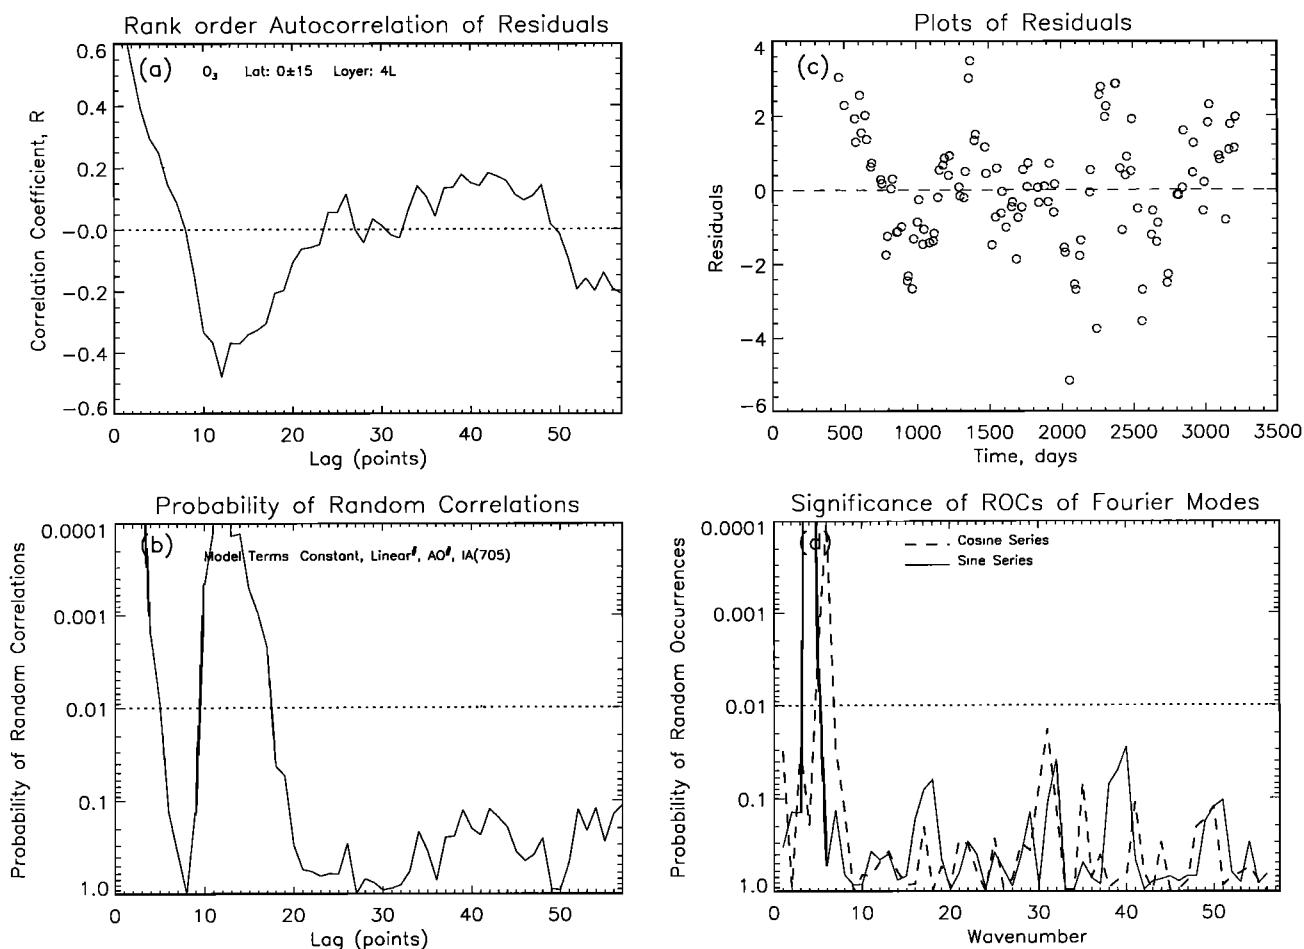 Rank order Autocorrelation of Residuals
(a) O₃ Lat: 0±15 Layer: 4L
Correlation Coefficient, R
0.6
0.4
0.2
-0.0
-0.2
-0.4
-0.6
0 10 20 30 40 50
Lag (points)
Plots of Residuals
(c)
Residuals
4
2
0
-2
-4
-6
0 500 1000 1500 2000 2500 3000 3500
Time, days
Probability of Random Correlations
(b) Model Terms Constant, Linear, AO, IA(705)
Probability of Random Correlations
0.0001
0.001
0.01
0.1
1.0
0 10 20 30 40 50
Lag (points)
Significance of ROCs of Fourier Modes
(d)
Cosine Series
Sine Series
Probability of Random Occurrences
0.0001
0.001
0.01
0.1
1.0
0 10 20 30 40 50
Wavenumber